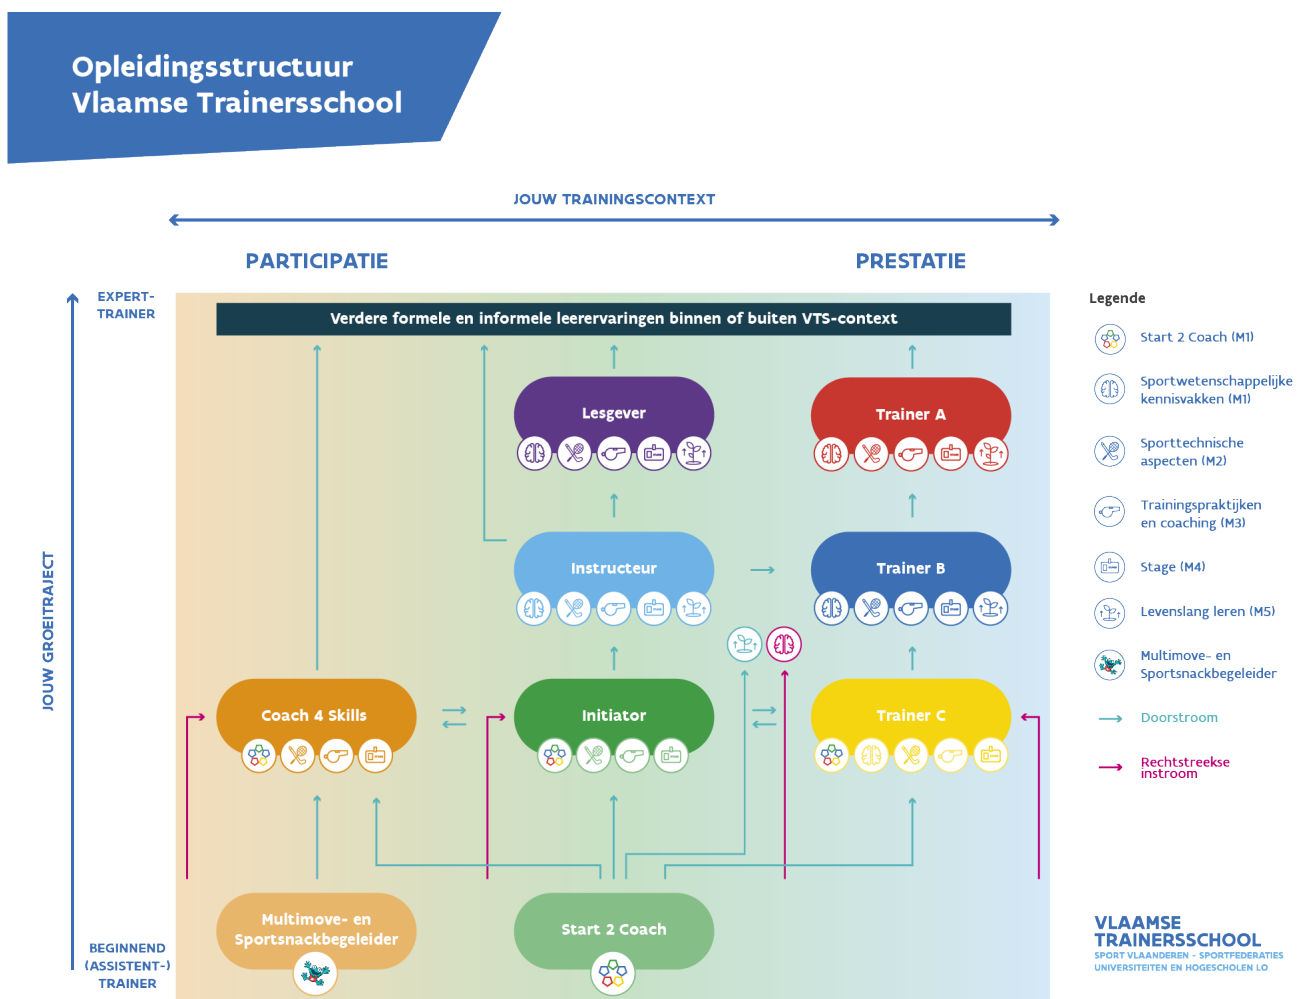 Opleidingsstructuur
Vlaamse Trainersschool
JOUW TRAININGSCONTEXT
PARTICIPATIE
PRESTATIE
JOUW GROEITRAJECT
EXPERT-
TRAINER
Verdere formele en informele leerervaringen binnen of buiten VTS-context
Lesgever
Trainer A
Instructeur
Trainer B
Coach 4 Skills
Initiator
Trainer C
Multimove- en
Sportsnackbegeleider
Start 2 Coach
BEGINNEND
(ASSISTENT-)
TRAINER
Legende
Start 2 Coach (M1)
Sportwetenschappelijke
kennisvakken (M1)
Sporttechnische
aspecten (M2)
Trainingspraktijken
en coaching (M3)
Stage (M4)
Levenslang leren (M5)
Multimove- en
Sportsnackbegeleider
Doorstroom
Rechtstreekse
instroom
VLAAMSE
TRAINERSSCHOOL
SPORT VLAANDEREN - SPORTFEDERATIES
UNIVERSITEITEN EN HOGESCHOLEN LO